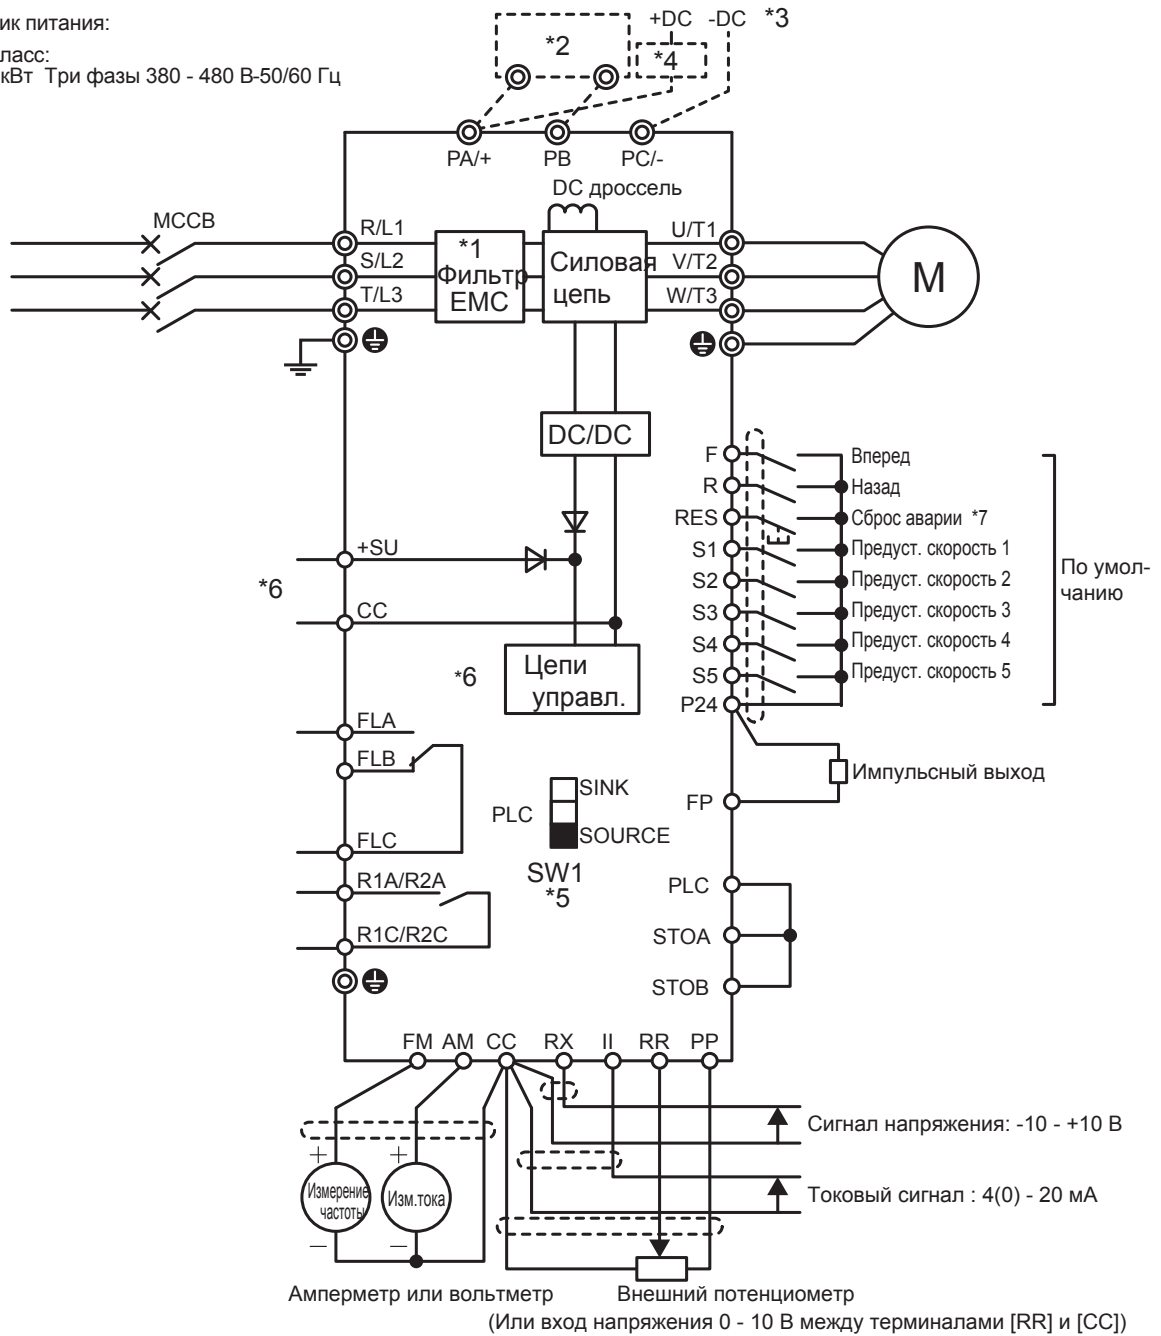 ик питания:
ласс:
кВт Три фазы 380 - 480 В-50/60 Гц
+DC -DC *3
*2
*4
PA/+ PB PC/-
DC дроссель
MCCB
R/L1
S/L2
T/L3
*1
Фильтр
EMC
Силовая
цепь
U/T1
V/T2
W/T3
M
DC/DC
+SU
*6
CC
*6
Цепи
управл.
F
R
RES
S1
S2
S3
S4
S5
P24
Вперед
Назад
Сброс аварии *7
Предуст. скорость 1
Предуст. скорость 2
Предуст. скорость 3
Предуст. скорость 4
Предуст. скорость 5
По умол-
чанию
FLA
FLB
FLC
R1A/R2A
R1C/R2C
PLC
SINK
SOURCE
SW1
*5
FP
Импульсный выход
PLC
STOA
STOB
FM AM CC RX II RR PP
Сигнал напряжения: -10 - +10 В
Токовый сигнал : 4(0) - 20 мА
+
Измерение
частоты
–
+
Изм.тока
–
Амперметр или вольтметр
Внешний потенциометр
(Или вход напряжения 0 - 10 В между терминалами [RR] и [CC])